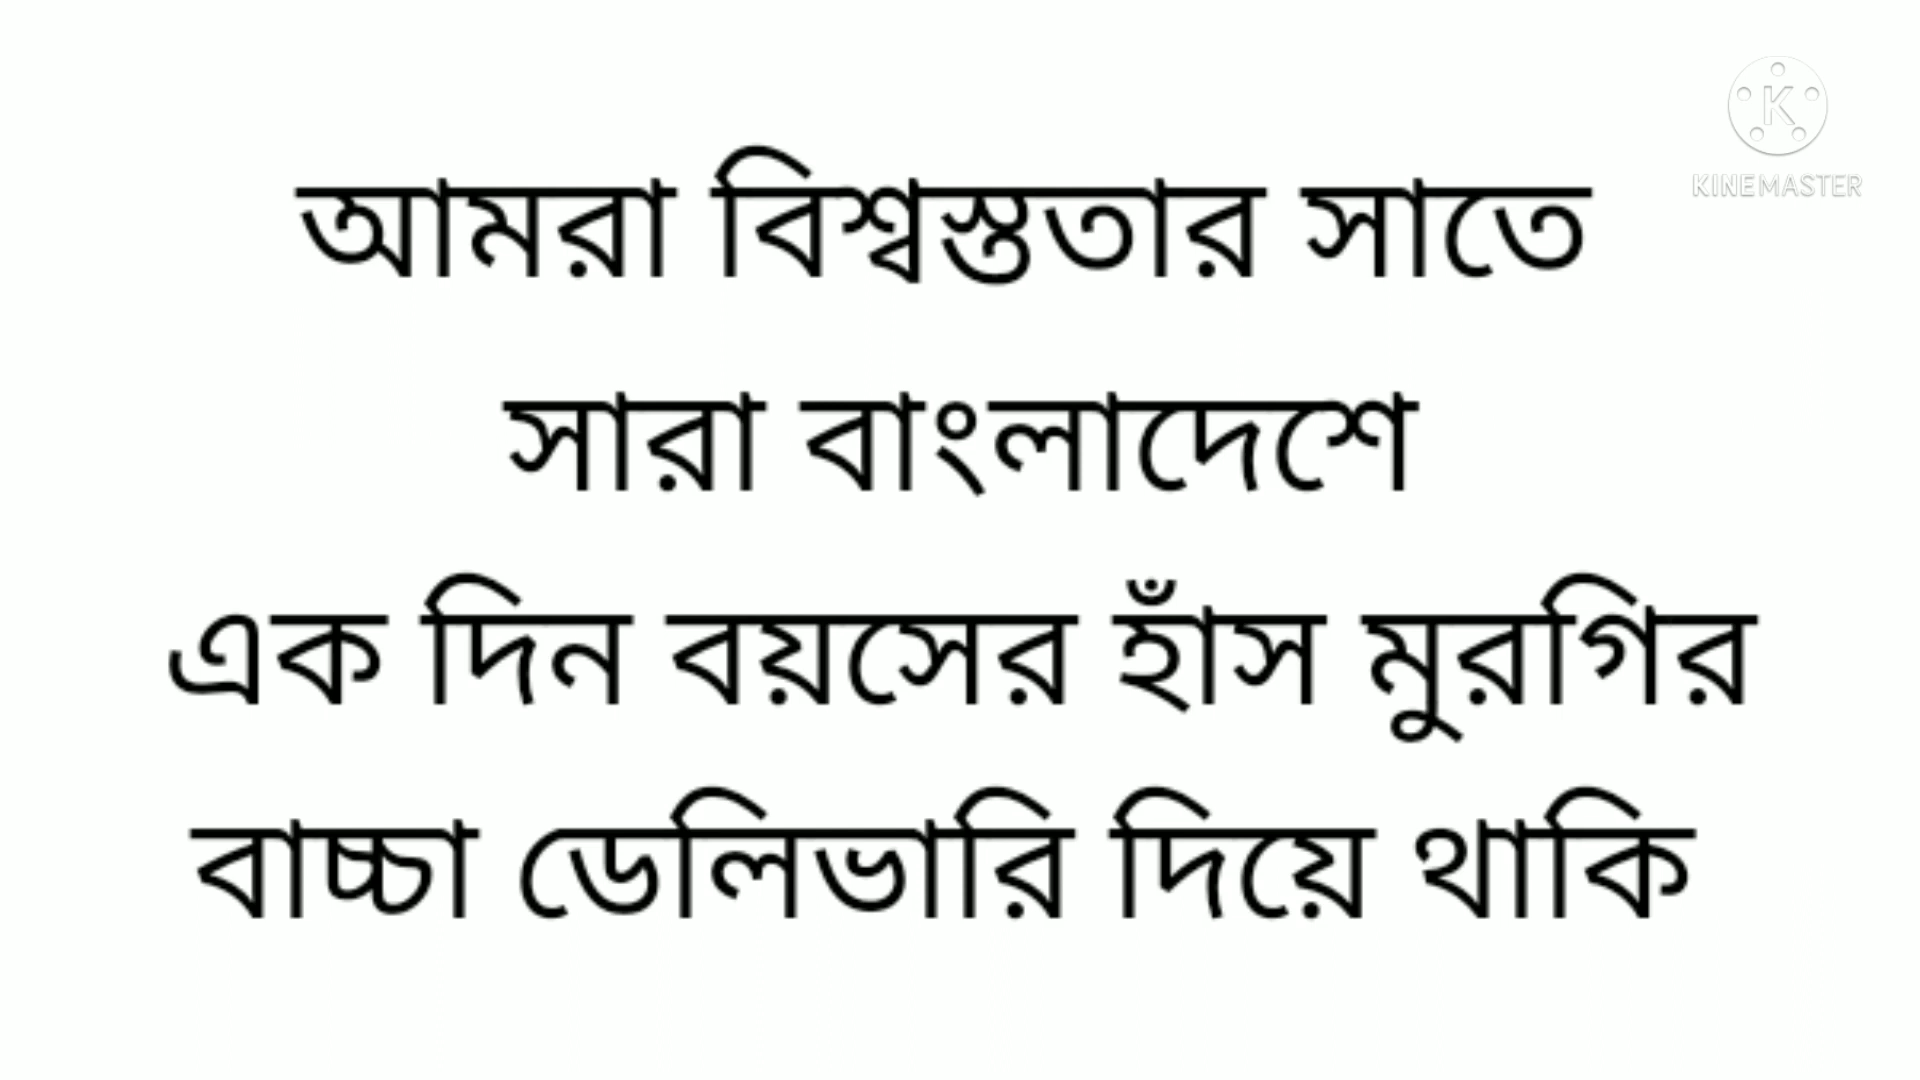 আমরা বিশ্বস্ততার সাতে
সারা বাংলাদেশে
এক দিন বয়সের হাঁস মুরগির
বাচ্চা ডেলিভারি দিয়ে থাকি
K
KINEMASTER